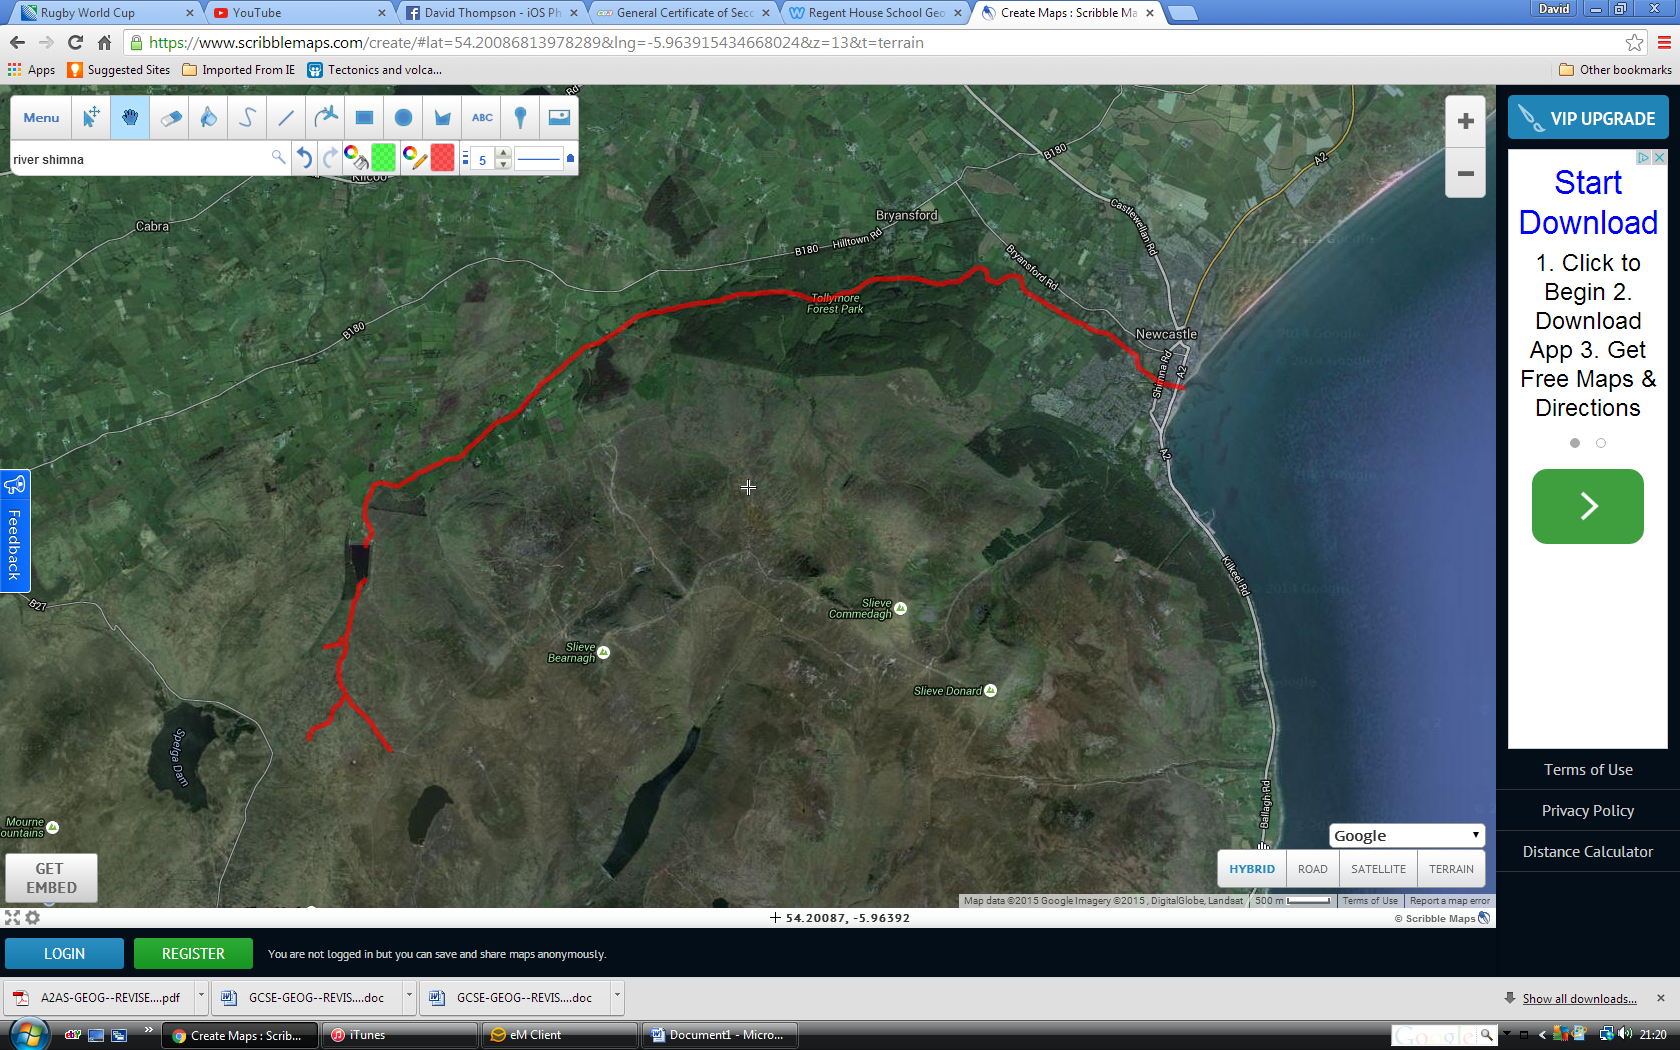 Rugby World Cup
YouTube
David Thompson - iOS Ph
General Certificate of Secc
Regent House School Geo
Create Maps : Scribble Ma
David
https://www.scribblemaps.com/create/#lat=54.20086813978289&lng=-5.963915434668024&z=13&t=terrain
Apps
Suggested Sites
Imported From IE
Tectonics and volca...
Other bookmarks
Menu
ABC
river shimna
5
Rd
Kilcoo
Cabra
Bryansford
B180
Hilltown Rd
B180
A2
Castlewellan Rd
Bryansford Rd
B180
Tollymore
Forest Park
Newcastle
Shimna Rd
A2
A2
Kilkeel Rd
B27
Slieve
Commedagh
Slieve
Bearnagh
Slieve Donard
Spelga Dam
Mourne
ountains
Ballagh Rd
Feedback
GET
EMBED
Google
HYBRID
ROAD
SATELLITE
TERRAIN
Map data ©2015 Google Imagery ©2015 , DigitalGlobe, Landsat
500 m
Terms of Use
Report a map error
54.20087, -5.96392
© Scribble Maps
VIP UPGRADE
Start
Download
1. Click to
Begin 2.
Download
App 3. Get
Free Maps &
Directions
Terms of Use
Privacy Policy
Distance Calculator
LOGIN
REGISTER
You are not logged in but you can save and share maps anonymously.
A2AS-GEOG--REVISE....pdf
GCSE-GEOG--REVIS....doc
GCSE-GEOG--REVIS....doc
Show all downloads...
Create Maps : Scrib...
iTunes
eM Client
Document1 - Micro...
Google
21:20